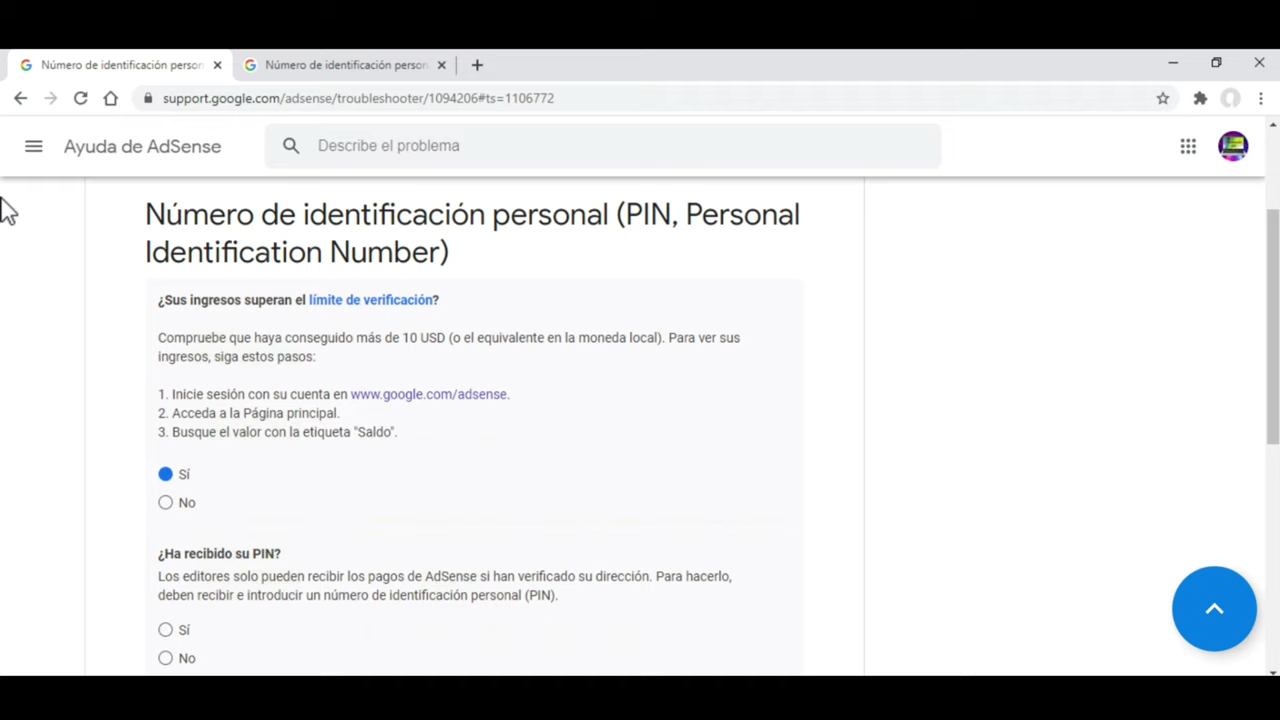 Número de identificación person
Número de identificación person
support.google.com/adsense/troubleshooter/1094206#ts=1106772
Ayuda de AdSense
Describe el problema
Número de identificación personal (PIN, Personal
Identification Number)
¿Sus ingresos superan el límite de verificación?
Compruebe que haya conseguido más de 10 USD (o el equivalente en la moneda local). Para ver sus
ingresos, siga estos pasos:
1. Inicie sesión con su cuenta en www.google.com/adsense.
2. Acceda a la Página principal.
3. Busque el valor con la etiqueta "Saldo".
Sí
No
¿Ha recibido su PIN?
Los editores solo pueden recibir los pagos de AdSense si han verificado su dirección. Para hacerlo,
deben recibir e introducir un número de identificación personal (PIN).
Sí
No